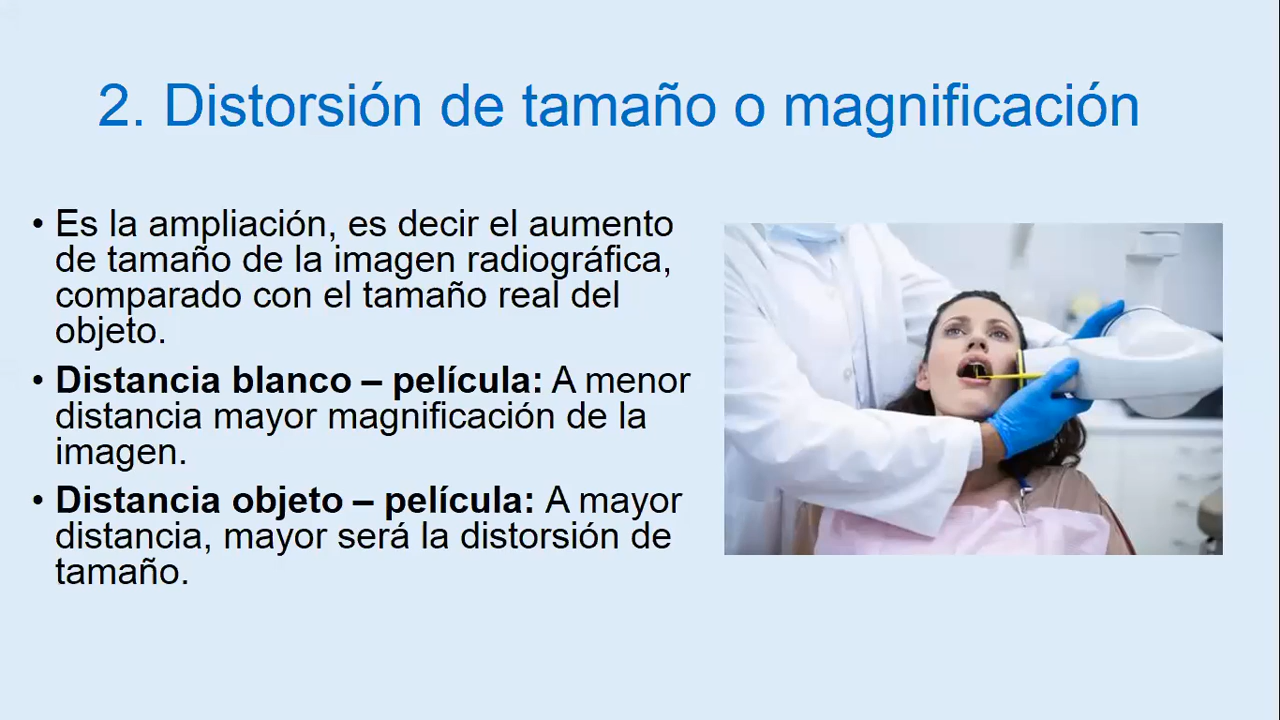 2. Distorsión de tamaño o magnificación
• Es la ampliación, es decir el aumento
de tamaño de la imagen radiográfica,
comparado con el tamaño real del
objeto.
• Distancia blanco – película: A menor
distancia mayor magnificación de la
imagen.
• Distancia objeto – película: A mayor
distancia, mayor será la distorsión de
tamaño.